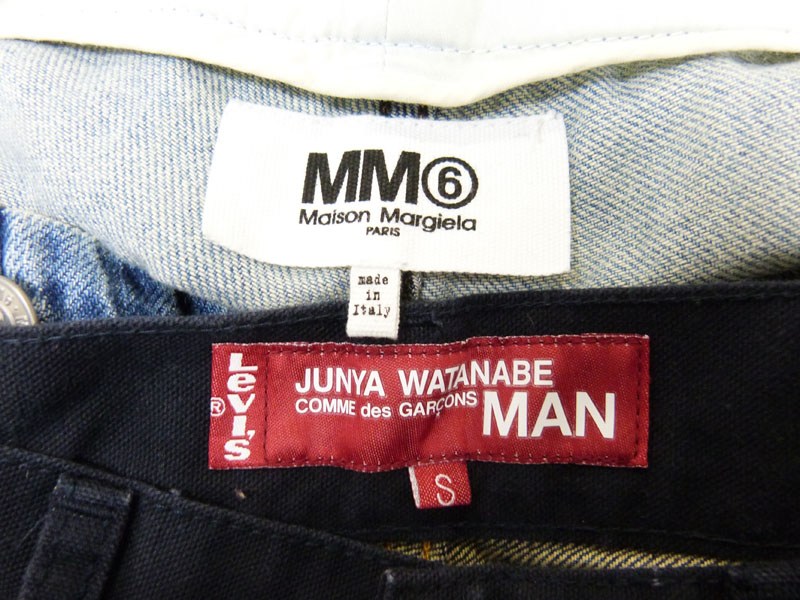 MM⑥
Maison Margiela
PARIS
made
in
Italy
Levi's
®
JUNYA WATANABE
COMME des GARÇONS MAN
S